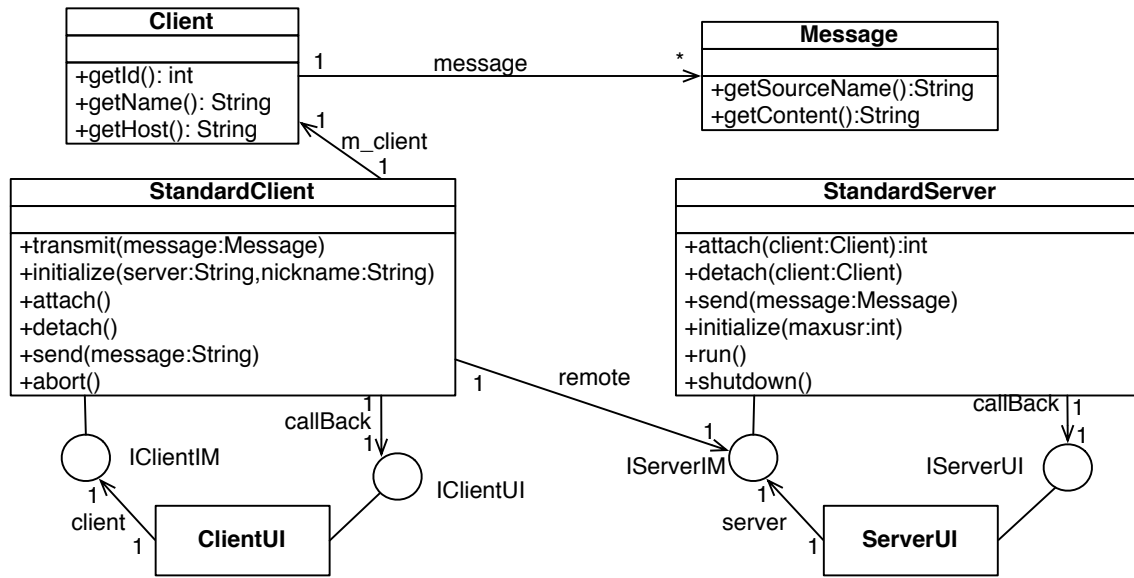 Client
+getId(): int
+getName(): String
+getHost(): String
1
message
*
Message
+getSourceName():String
+getContent():String
1
m_client
1
StandardClient
+transmit(message:Message)
+initialize(server:String,nickname:String)
+attach()
+detach()
+send(message:String)
+abort()
StandardServer
+attach(client:Client):int
+detach(client:Client)
+send(message:Message)
+initialize(maxusr:int)
+run()
+shutdown()
1
remote
1
1
callBack
1
IClientIM
IClientUI
1
client
1
ClientUI
callBack
1
1
IServerIM
IServerUI
1
server
1
ServerUI